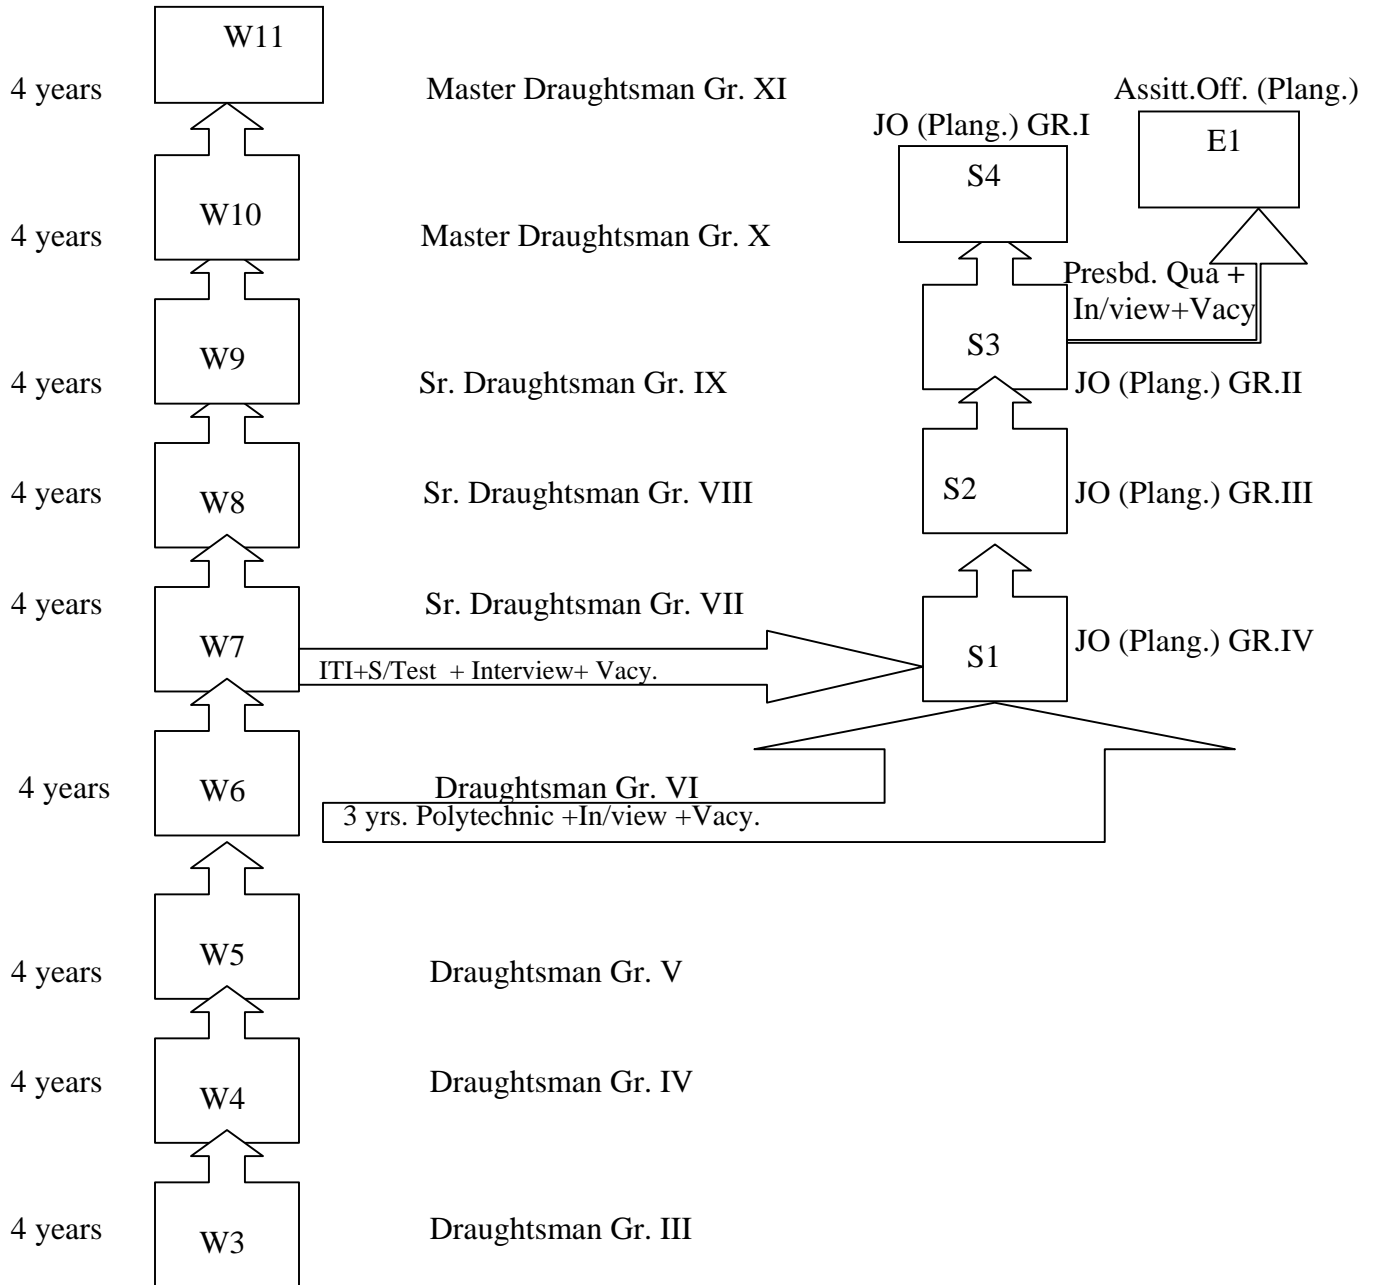 W11
4 years Master Draughtsman Gr. XI Assitt.Off. (Plang.)
JO (Plang.) GR.I
E1
S4
W10
4 years Master Draughtsman Gr. X
Presbd. Qua +
In/view+Vacy
W9 S3
4 years Sr. Draughtsman Gr. IX JO (Plang.) GR.II
4 years W8 Sr. Draughtsman Gr. VIII S2 JO (Plang.) GR.III
4 years Sr. Draughtsman Gr. VII
W7 S1 JO (Plang.) GR.IV
ITI+S/Test + Interview+ Vacy.
4 years W6 Draughtsman Gr. VI
3 yrs. Polytechnic +In/view +Vacy.
W5
4 years Draughtsman Gr. V
4 years W4 Draughtsman Gr. IV
4 years W3 Draughtsman Gr. III